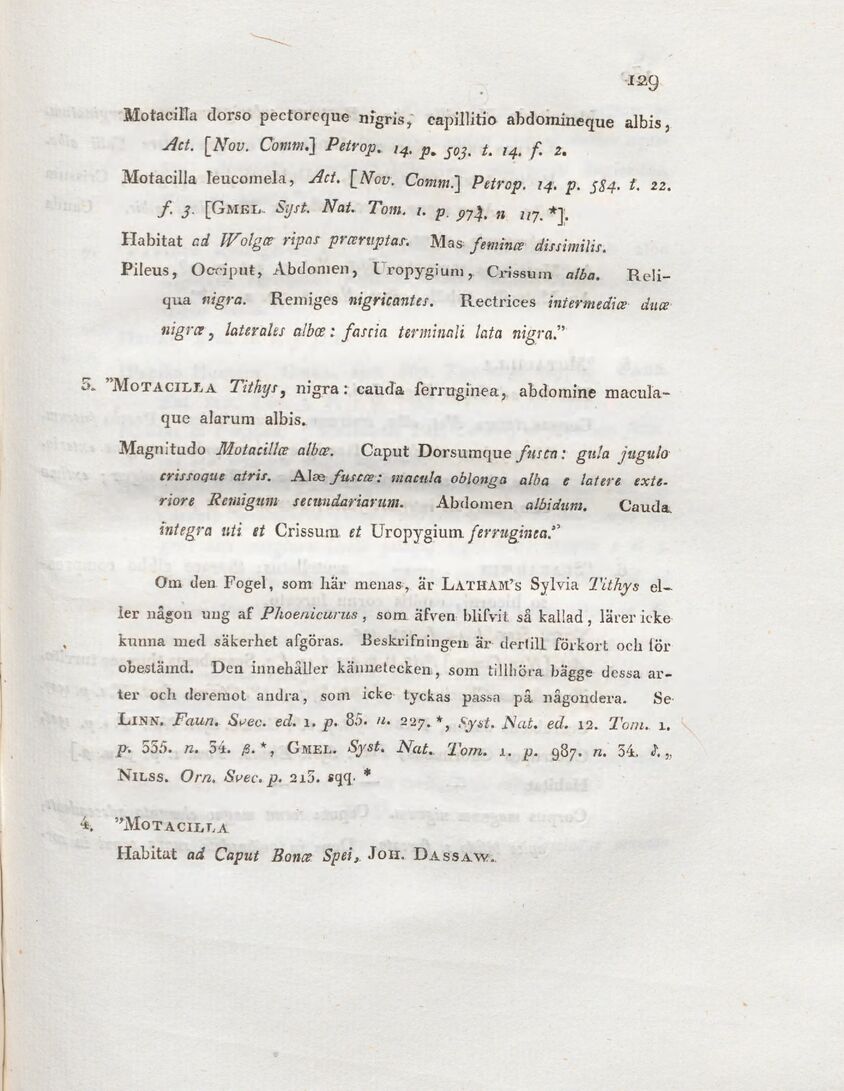 129
Motacilla dorso pectoreque nigris, capillitio abdomineque albis,
Act. [Nov. Comm.] Petrop. 14. p. 503. t. 14. f. 2.
Motacilla leucomela, Act. [Nov. Comm.] Petrop. 14. p. 584. t. 22.
f. 3. [GMEL. Syst. Nat. Tom. 1. p. 974. n 117. *].
Habitat ad Wolgæ ripas præruptas. Mas feminæ dissimilis.
Pileus, Occiput, Abdomen, Uropygium, Crissum alba. Reli-
qua nigra. Remiges nigricantes. Rectrices intermediæ duæ
nigræ, laterales albæ: fascia terminali lata nigra.”
3. ”MOTACILLA Tithys, nigra: cauda ferruginea, abdomine macula-
que alarum albis.
Magnitudo Motacillæ albæ. Caput Dorsumque fusca: gula jugulo
crissoque atris. Alæ fuscæ: macula oblonga alba e latere exte-
riore Remigum secundariarum. Abdomen albidum. Cauda
integra uti et Crissum et Uropygium ferruginea.”
Om den Fogel, som här menas, är LATHAM's Sylvia Tithys el-
ler någon ung af Phoenicurus, som äfven blifvit så kallad, lärer icke
kunna med säkerhet afgöras. Beskrifningen är dertill förkort och för
obestämd. Den innehåller kännetecken, som tillhöra bägge dessa ar-
ter och deremot andra, som icke tyckas passa på någondera. Se
LINN. Faun. Svec. ed. 1. p. 85. n. 227. *, Syst. Nat. ed. 12. Tom. 1.
p. 335. n. 34. β. *, GMEL. Syst. Nat. Tom. 1. p. 987. n. 34. δ.,
NILSS. Orn. Svec. p. 213. sqq. *
4. ”MOTACILLA
Habitat ad Caput Bonæ Spei, JOH. DASSAW.